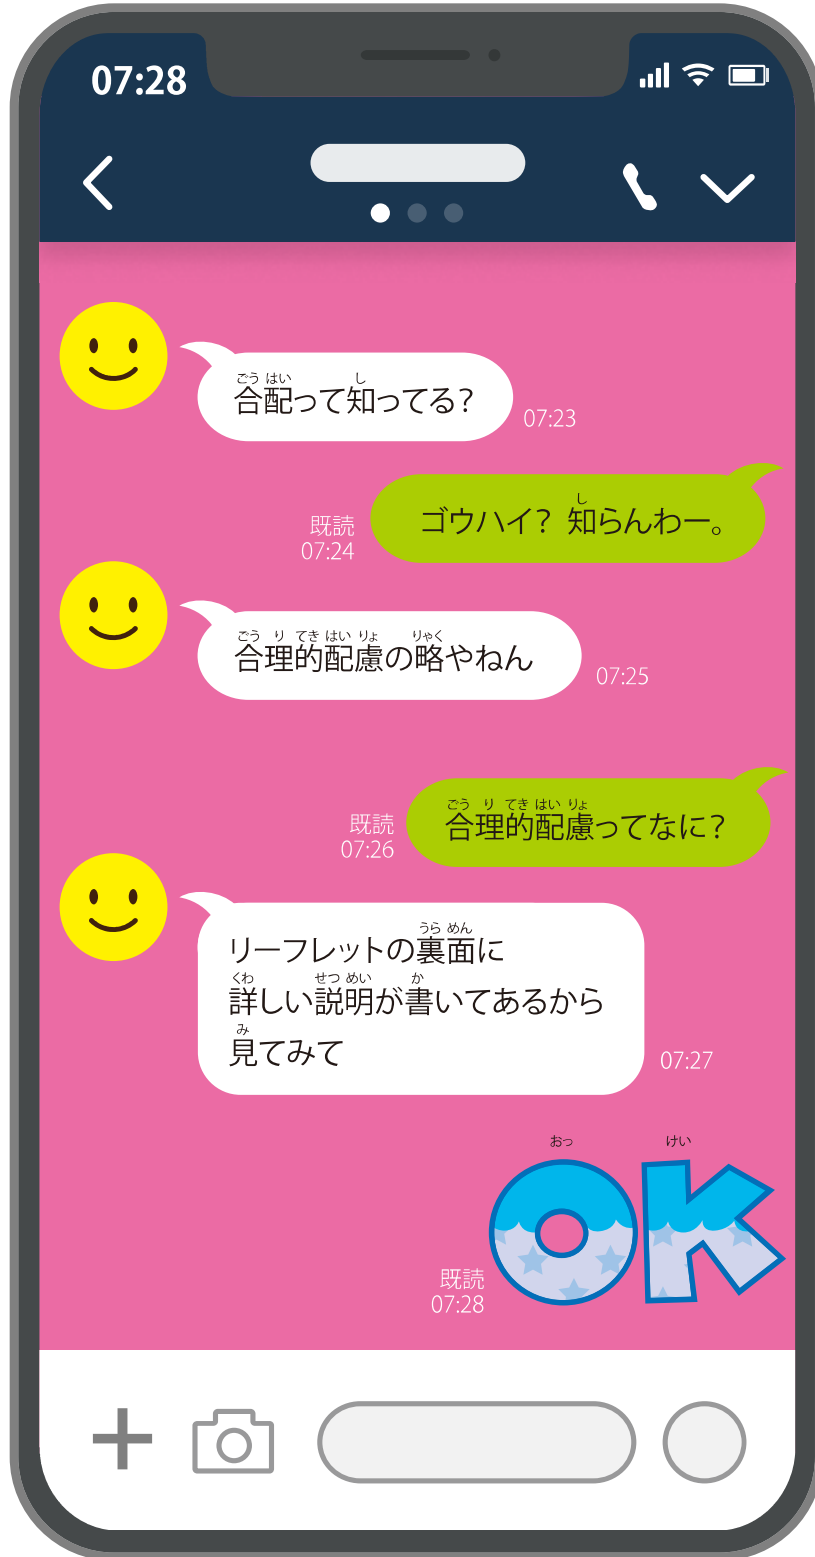 07:28
合配って知ってる?
07:23
ゴウハイ? 知らんわー。
既読
07:24
合理的配慮の略やねん
07:25
合理的配慮ってなに?
既読
07:26
リーフレットの裏面に
詳しい説明が書いてあるから
見てみて
07:27
おっ けい
OK
既読
07:28